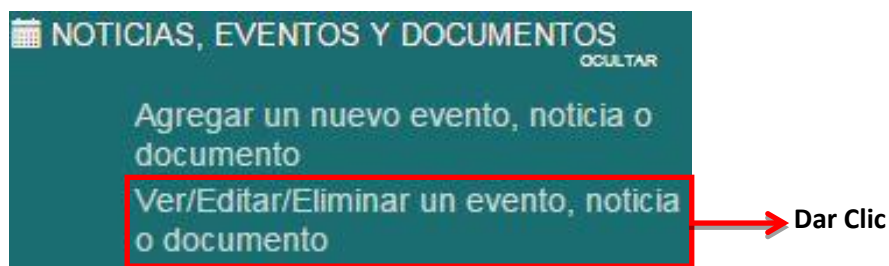 NOTICIAS, EVENTOS Y DOCUMENTOS
OCULTAR
Agregar un nuevo evento, noticia o
documento
Ver/Editar/Eliminar un evento, noticia
o documento
Dar Clic